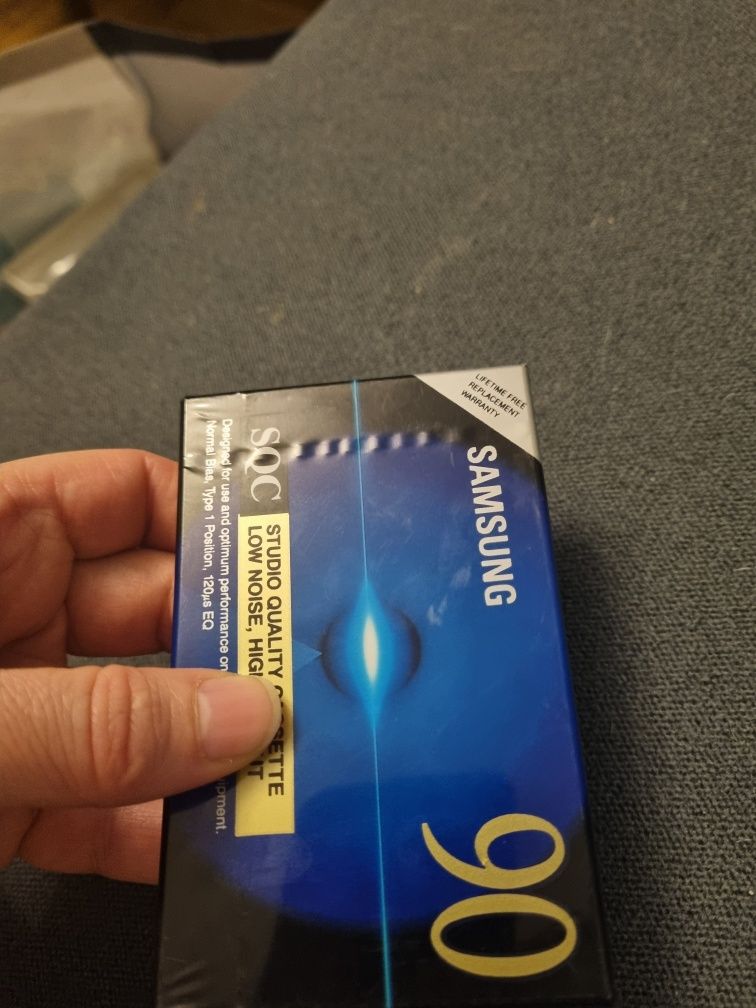 LIFETIME FREE
REPLACEMENT
WARRANTY
SAMSUNG
90
SQC
STUDIO QUALITY
LOW NOISE,
Designed for use and optimum performance on
Normal Bias, Type 1 Position, 120µs EQ